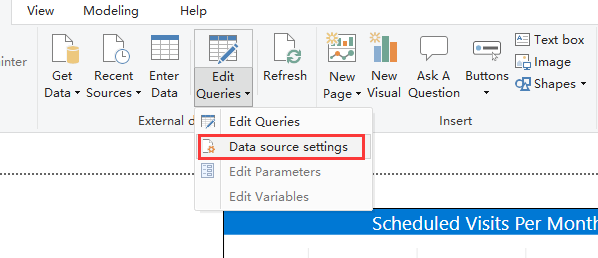 View Modeling Help
inter
Get Data
Recent Sources
Enter Data
Edit Queries
Refresh
New Page
New Visual
Ask A Question
Buttons
Text box
Image
Shapes
External d
Insert
Edit Queries
Data source settings
Edit Parameters
Edit Variables
Scheduled Visits Per Month